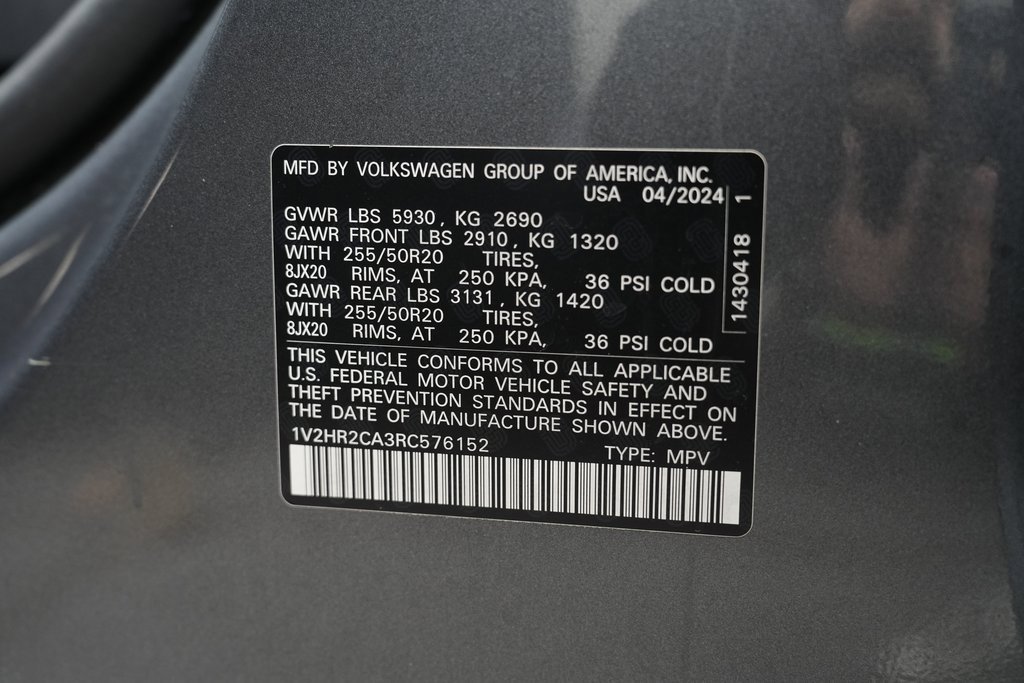 MFD BY VOLKSWAGEN GROUP OF AMERICA, INC.
USA 04/2024
GVWR LBS 5930, KG 2690
GAWR FRONT LBS 2910, KG 1320
WITH 255/50R20 TIRES,
8JX20 RIMS, AT 250 KPA, 36 PSI COLD
GAWR REAR LBS 3131, KG 1420
WITH 255/50R20 TIRES,
8JX20 RIMS, AT 250 KPA, 36 PSI COLD
1430418 1
THIS VEHICLE CONFORMS TO ALL APPLICABLE
U.S. FEDERAL MOTOR VEHICLE SAFETY AND
THEFT PREVENTION STANDARDS IN EFFECT ON
THE DATE OF MANUFACTURE SHOWN ABOVE.
1V2HR2CA3RC576152 TYPE: MPV